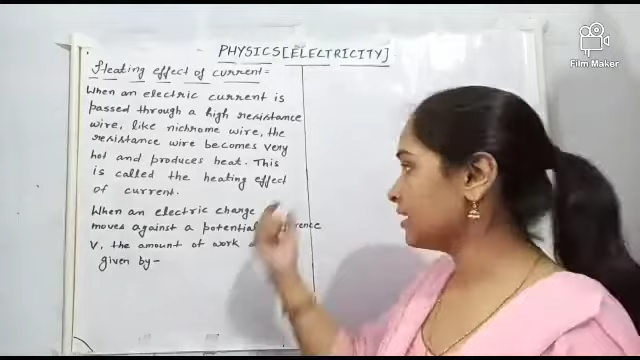 PHYSICS[ELECTRICITY]
Heating effect of current=
When an electric current is
passed through a high resistance
wire, like nichrome wire, the
resistance wire becomes very
hot and produces heat. This
is called the heating effect
of current.
When an electric charge
moves against a potential
V, the amount of work
given by-
Film Maker